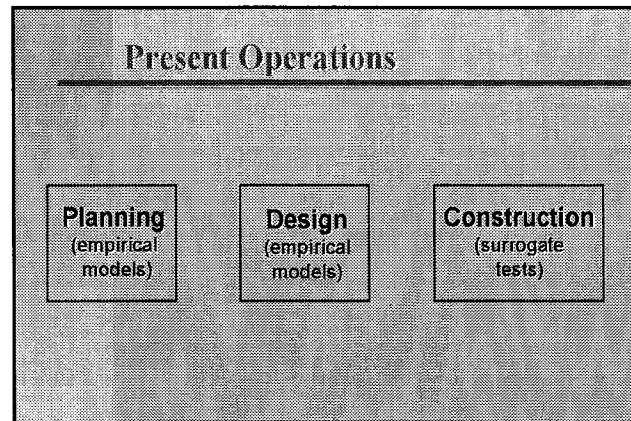 Present Operations
Planning
(empirical
models)
Design
(empirical
models)
Construction
(surrogate
tests)